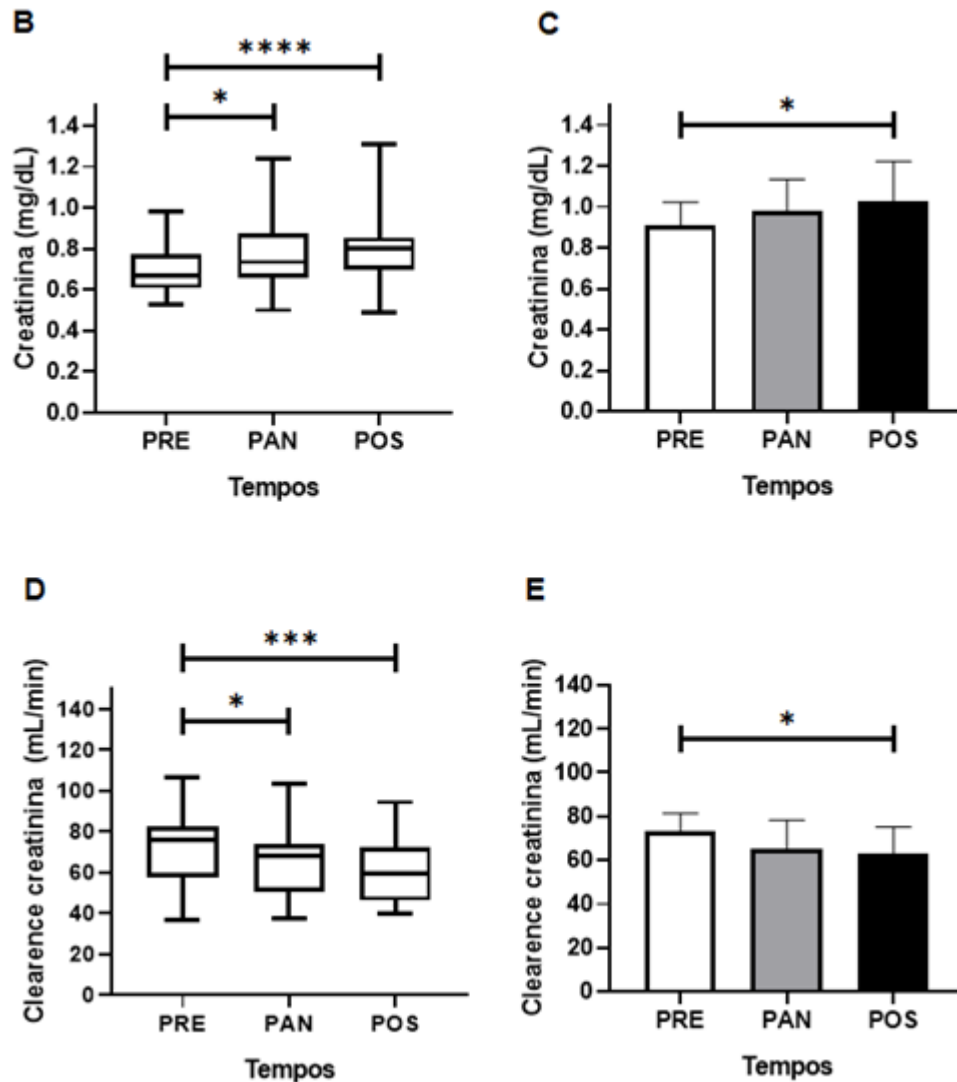 B
****
*
Creatinina (mg/dL)
1.4
1.2
1.0
0.8
0.6
0.4
0.2
0.0
PRE PAN POS
Tempos
C
*
Creatinina (mg/dL)
1.4
1.2
1.0
0.8
0.6
0.4
0.2
0.0
PRE PAN POS
Tempos
D
***
*
Clearence creatinina (mL/min)
140
120
100
80
60
40
20
0
PRE PAN POS
Tempos
E
*
Clearence creatinina (mL/min)
140
120
100
80
60
40
20
0
PRE PAN POS
Tempos